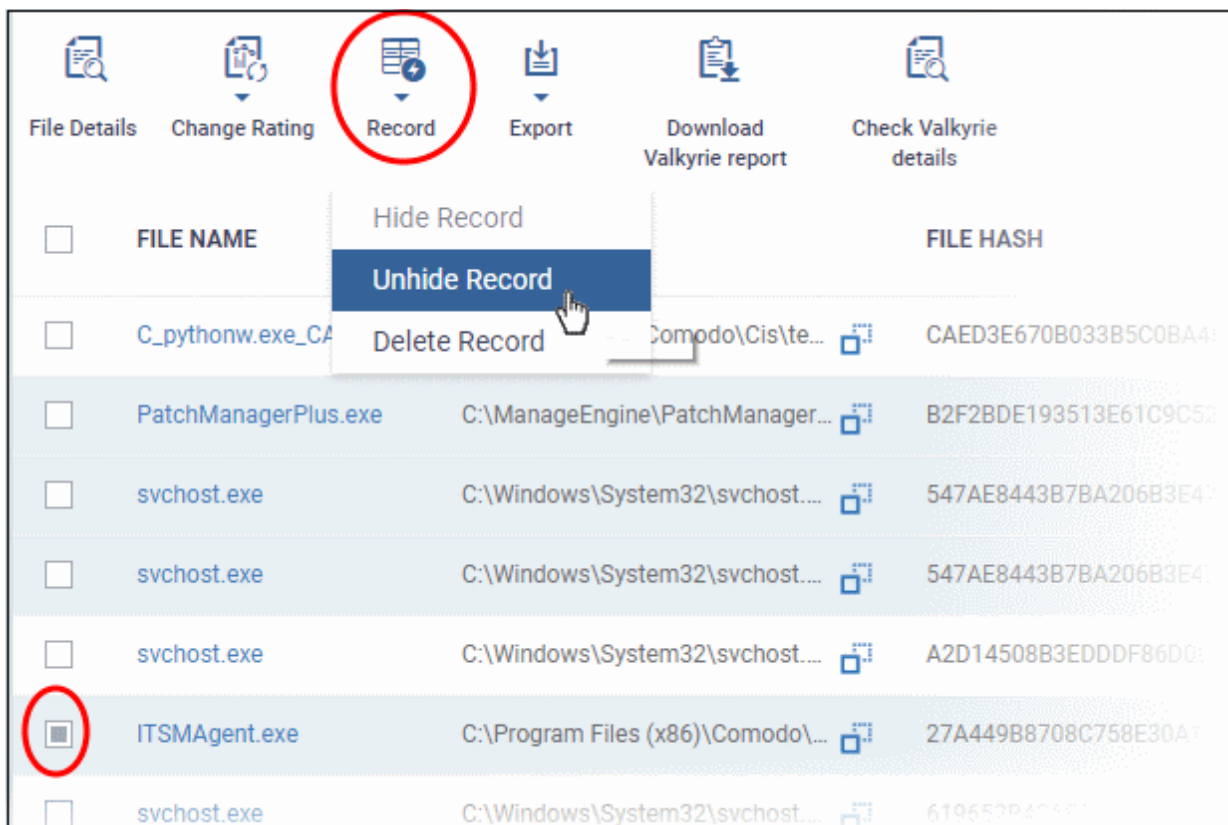 File Details Change Rating Record Export Download Valkyrie report Check Valkyrie details
Hide Record
FILE NAME FILE HASH
Unhide Record
C_pythonw.exe_CA Comodo\Cis\te... CAED3E670B033B5C0BA4
Delete Record
PatchManagerPlus.exe C:\ManageEngine\PatchManager... B2F2BDE193513E61C9C52
svchost.exe C:\Windows\System32\svchost.... 547AE8443B7BA206B3E47
svchost.exe C:\Windows\System32\svchost.... 547AE8443B7BA206B3E4
svchost.exe C:\Windows\System32\svchost.... A2D14508B3EDDDF86D0
ITSMAgent.exe C:\Program Files (x86)\Comodo\... 27A449B8708C758E30A
svchost.exe C:\Windows\System32\svchost....